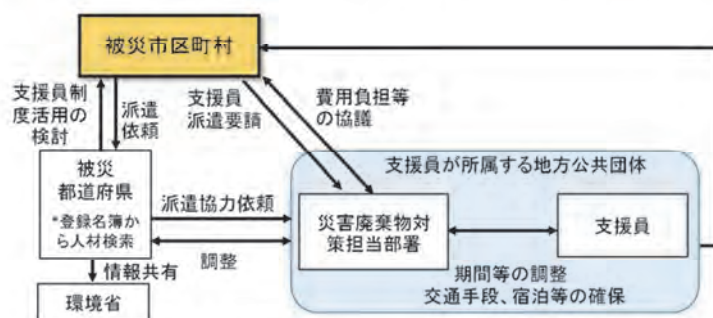 被災市区町村
支援員制
度活用の
検討
派遣
依頼
支援員
派遣要請
費用負担等
の協議
支援員が所属する地方公共団体
被災
都道府県
*登録名簿か
ら人材検索
派遣協力依頼
調整
災害廃棄物対
策担当部署
支援員
情報共有
期間等の調整
交通手段、宿泊等の確保
環境省